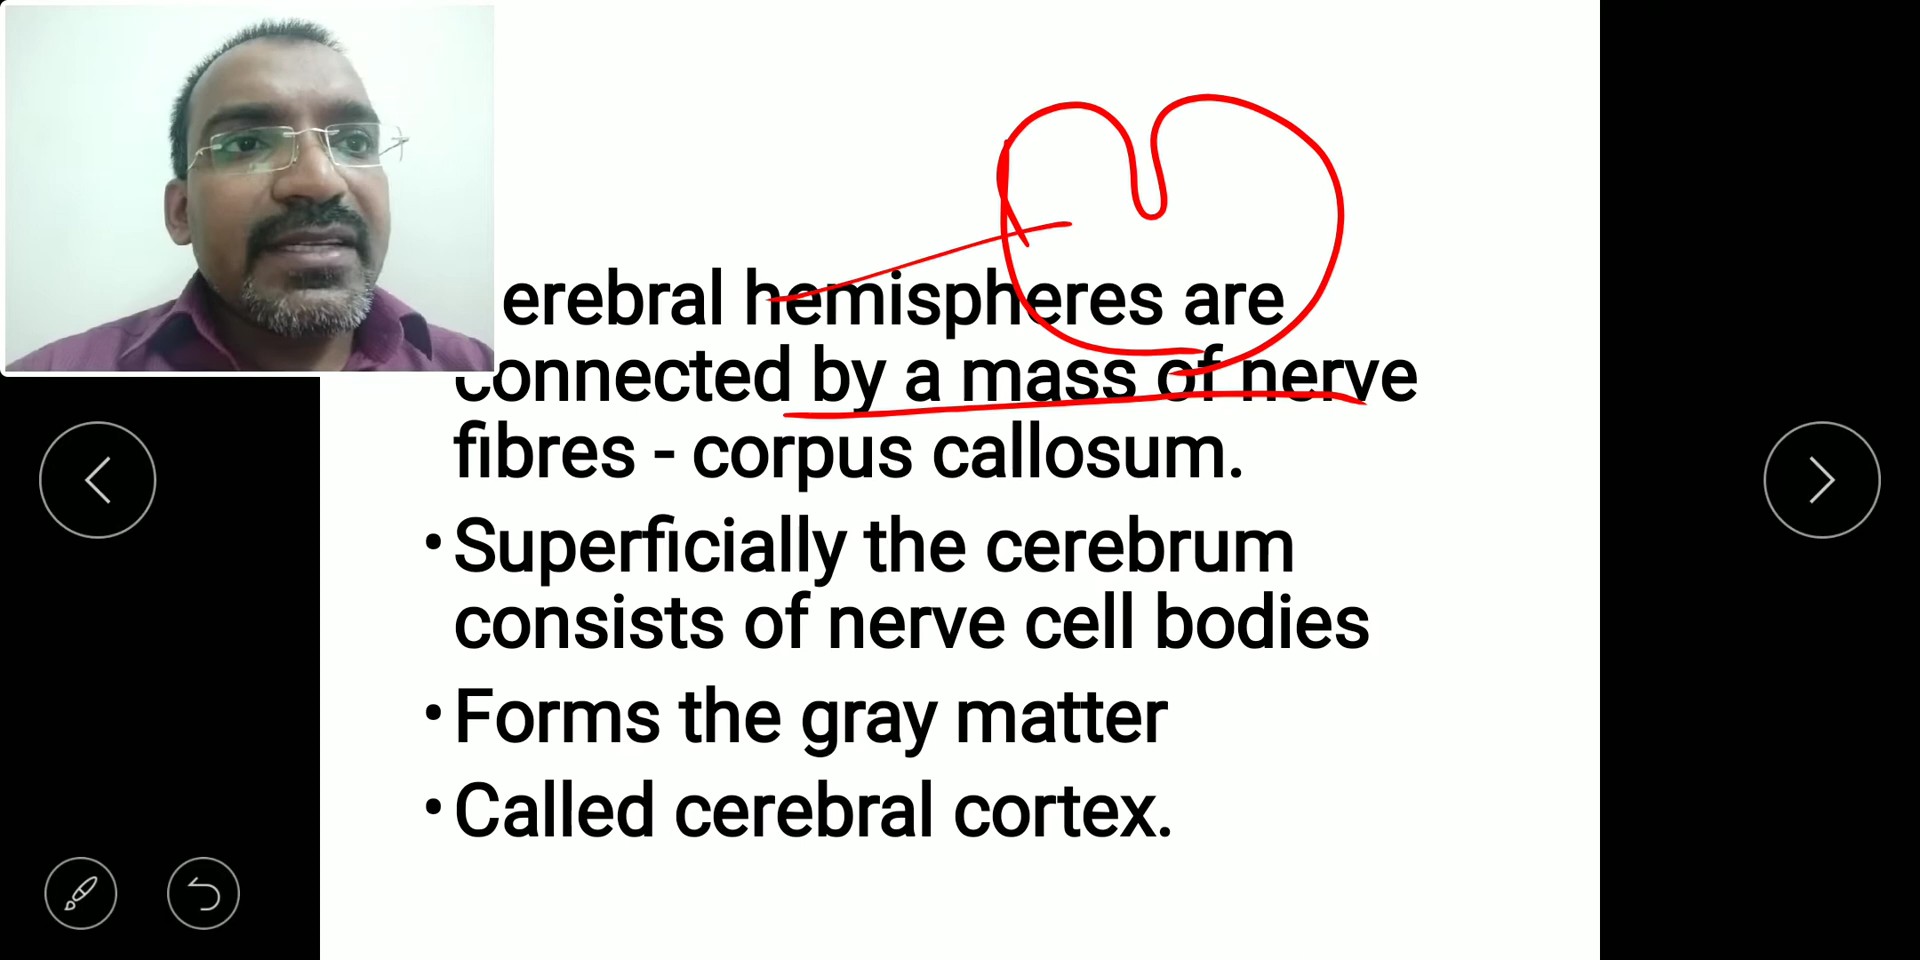 erebral hemispheres are
connected by a mass of nerve
fibres - corpus callosum.
• Superficially the cerebrum
consists of nerve cell bodies
• Forms the gray matter
• Called cerebral cortex.